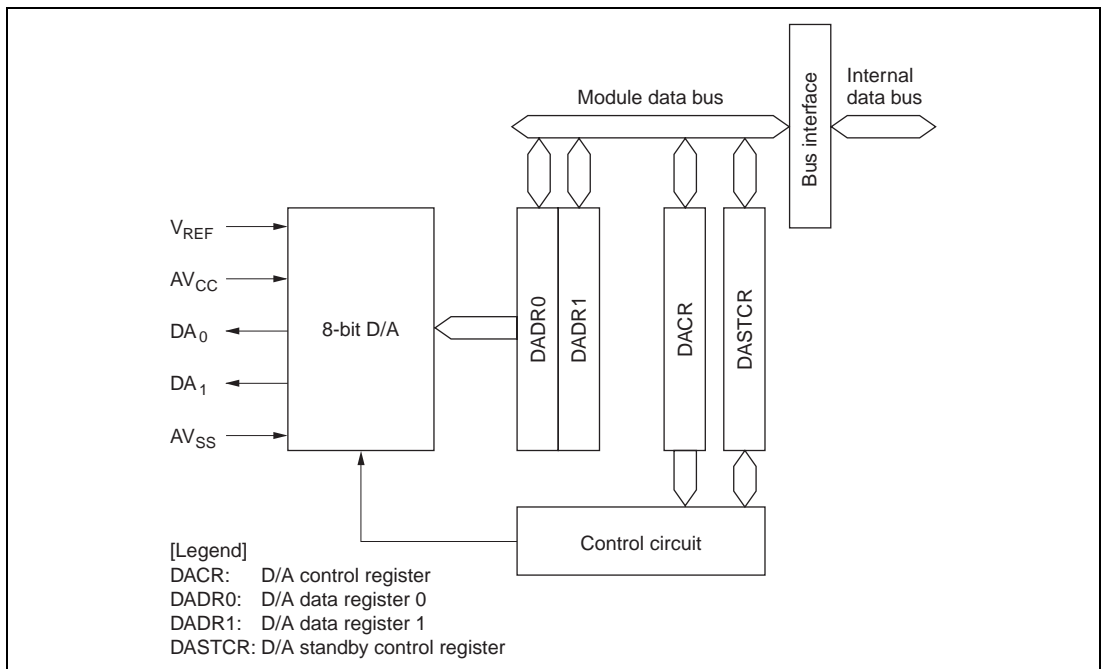 Module data bus
Bus interface
Internal
data bus
VREF
AVCC
DA0
DA1
AVSS
8-bit D/A
DADR0
DADR1
DACR
DASTCR
Control circuit
[Legend]
DACR: D/A control register
DADR0: D/A data register 0
DADR1: D/A data register 1
DASTCR: D/A standby control register